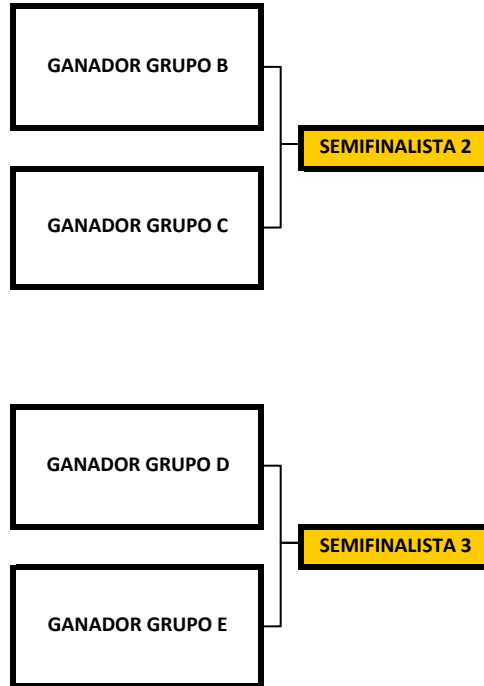 GANADOR GRUPO B
SEMIFINALISTA 2
GANADOR GRUPO C
GANADOR GRUPO D
SEMIFINALISTA 3
GANADOR GRUPO E